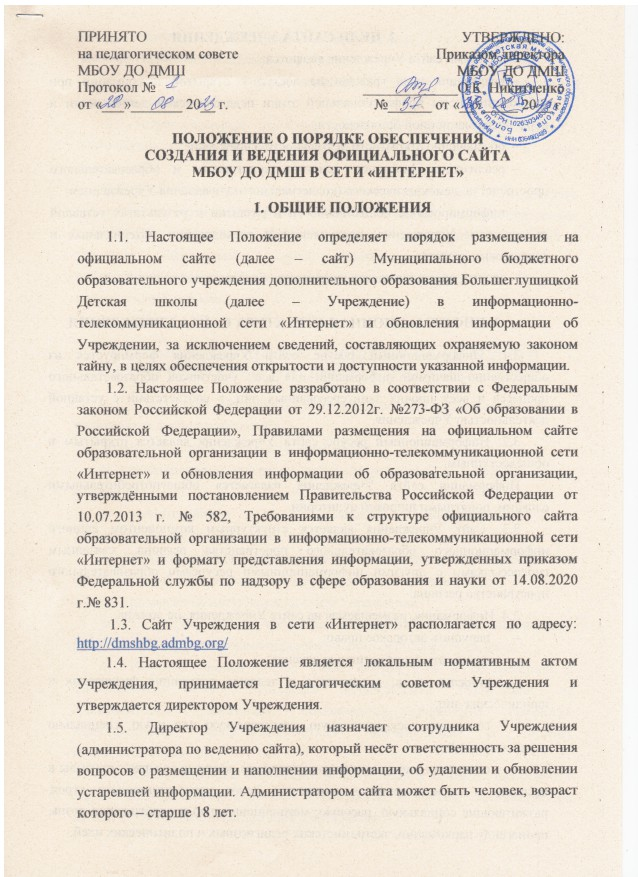 ПРИНЯТО
на педагогическом совете
МБОУ ДО ДМШ
Протокол № 1
от «28» 08 2023 г.
УТВЕРЖДЕНО:
Приказом директора
МБОУ ДО ДМШ
О.К. Никитенко
№ 37 от «
ПОЛОЖЕНИЕ О ПОРЯДКЕ ОБЕСПЕЧЕНИЯ
СОЗДАНИЯ И ВЕДЕНИЯ ОФИЦИАЛЬНОГО САЙТА
МБОУ ДО ДМШ В СЕТИ «ИНТЕРНЕТ»
1. ОБЩИЕ ПОЛОЖЕНИЯ
1.1. Настоящее Положение определяет порядок размещения на
официальном сайте (далее – сайт) Муниципального бюджетного
образовательного учреждения дополнительного образования Большеглушицкой
Детская школы (далее – Учреждение) в информационно-
телекоммуникационной сети «Интернет» и обновления информации об
Учреждении, за исключением сведений, составляющих охраняемую законом
тайну, в целях обеспечения открытости и доступности указанной информации.
1.2. Настоящее Положение разработано в соответствии с Федеральным
законом Российской Федерации от 29.12.2012г. №273-ФЗ «Об образовании в
Российской Федерации», Правилами размещения на официальном сайте
образовательной организации в информационно-телекоммуникационной сети
«Интернет» и обновления информации об образовательной организации,
утверждёнными постановлением Правительства Российской Федерации от
10.07.2013 г. № 582, Требованиями к структуре официального сайта
образовательной организации в информационно-телекоммуникационной сети
«Интернет» и формату представления информации, утвержденных приказом
Федеральной службы по надзору в сфере образования и науки от 14.08.2020
г.№ 831.
1.3. Сайт Учреждения в сети «Интернет» располагается по адресу:
http://dmshbg.admbg.org/
1.4. Настоящее Положение является локальным нормативным актом
Учреждения, принимается Педагогическим советом Учреждения и
утверждается директором Учреждения.
1.5. Директор Учреждения назначает сотрудника Учреждения
(администратора по ведению сайта), который несёт ответственность за решения
вопросов о размещении и наполнении информации, об удалении и обновлении
устаревшей информации. Администратором сайта может быть человек, возраст
которого – старше 18 лет.